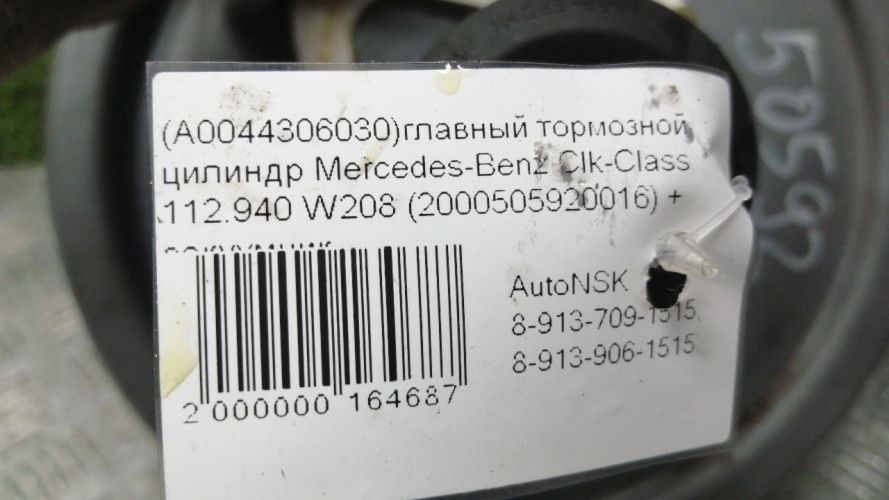 (A0044306030)главный тормозной
цилиндр Mercedes-Benz Clk-Class
112.940 W208 (2000505920016) +
AutoNSK
8-913-709-1515,
8-913-906-1515
2 000000 164687
50592